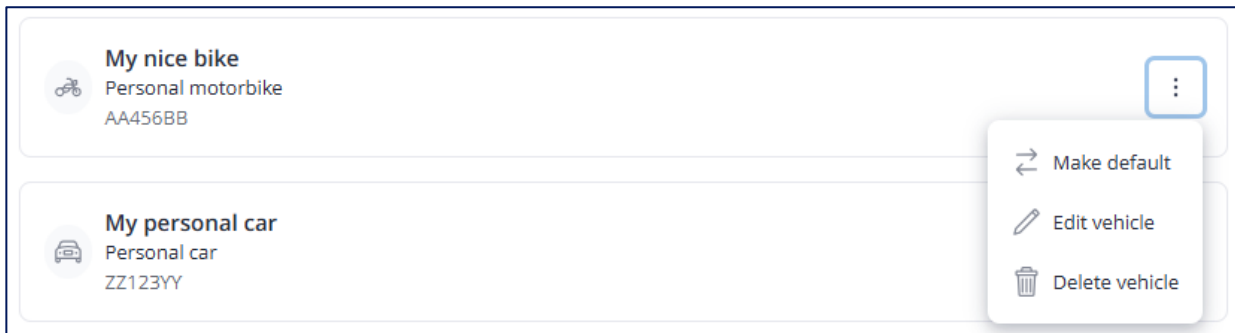 My nice bike
Personal motorbike
AA456BB
Make default
My personal car
Edit vehicle
Personal car
ZZ123YY
Delete vehicle